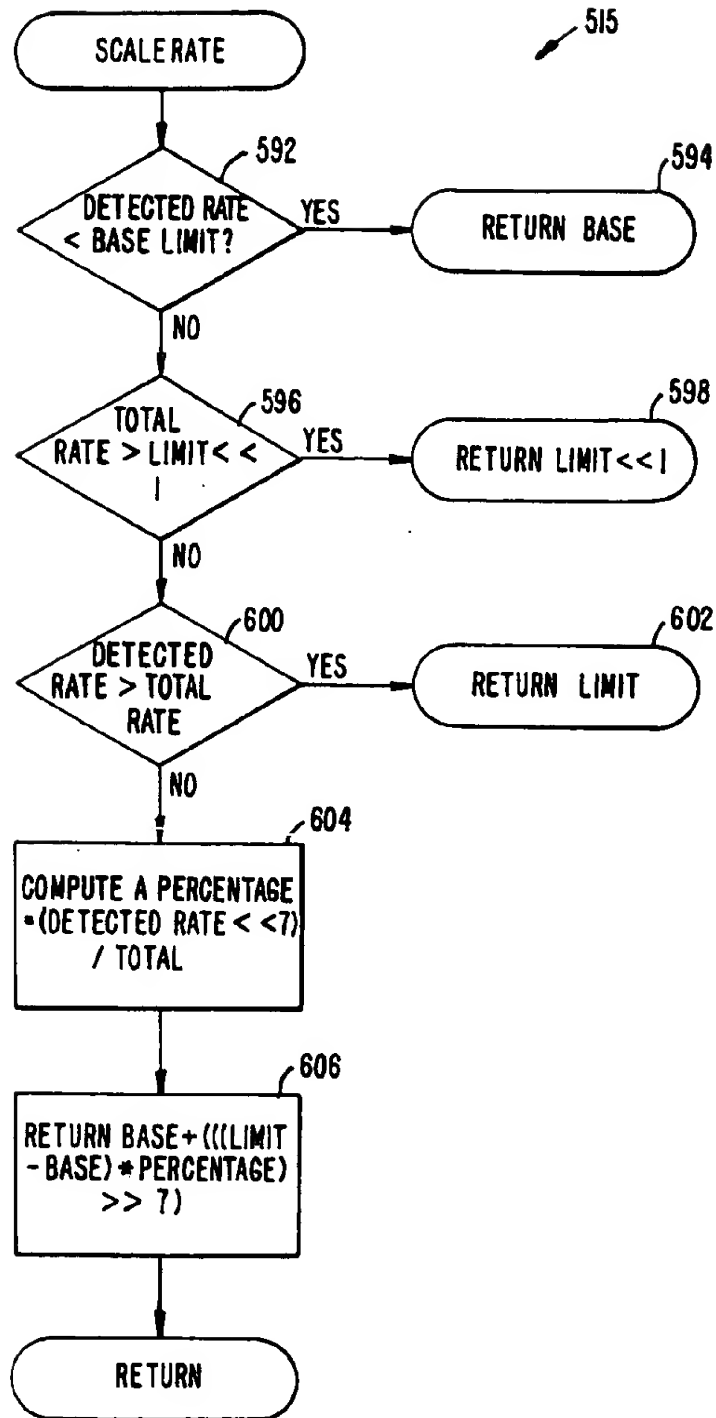 SCALERATE
515
592
DETECTED RATE
< BASE LIMIT?
YES
594
RETURN BASE
NO
596
TOTAL
RATE > LIMIT< <
1
YES
598
RETURN LIMIT<<1
NO
600
DETECTED
RATE > TOTAL
RATE
YES
602
RETURN LIMIT
NO
604
COMPUTE A PERCENTAGE
=(DETECTED RATE < <7)
/ TOTAL
606
RETURN BASE+(((LIMIT
-BASE)*PERCENTAGE)
>> 7)
RETURN